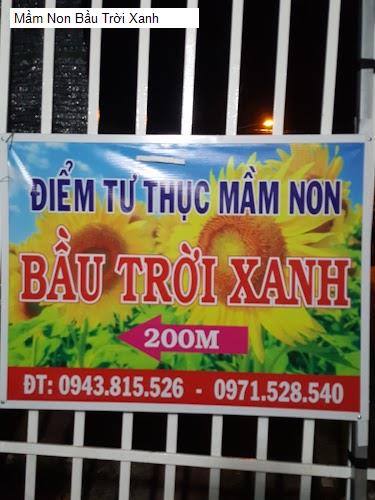 Mầm Non Bầu Trời Xanh
ĐIỂM TƯ THỤC MẦM NON
BẦU TRỜI XANH
200M
ĐT: 0943.815.526 - 0971.528.540